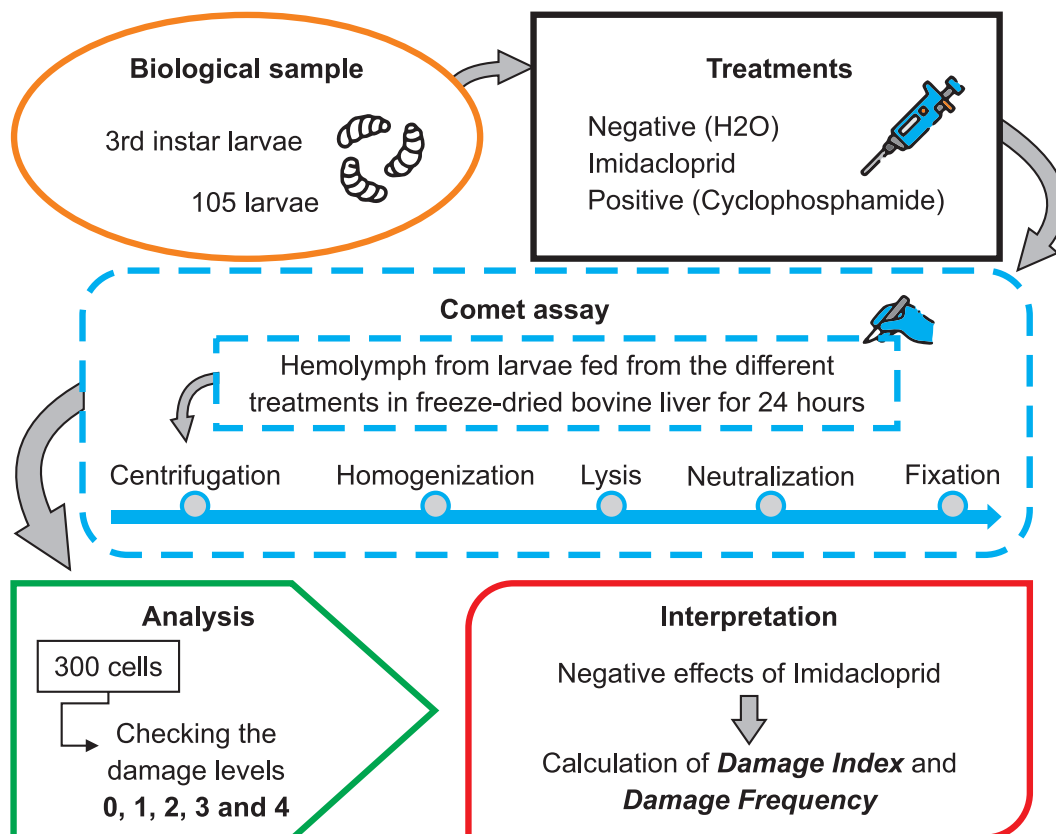 Biological sample
3rd instar larvae
105 larvae
Treatments
Negative (H2O)
Imidacloprid
Positive (Cyclophosphamide)
Comet assay
Hemolymph from larvae fed from the different
treatments in freeze-dried bovine liver for 24 hours
Centrifugation Homogenization Lysis Neutralization Fixation
Analysis
300 cells
Checking the
damage levels
0, 1, 2, 3 and 4
Interpretation
Negative effects of Imidacloprid
Calculation of Damage Index and
Damage Frequency